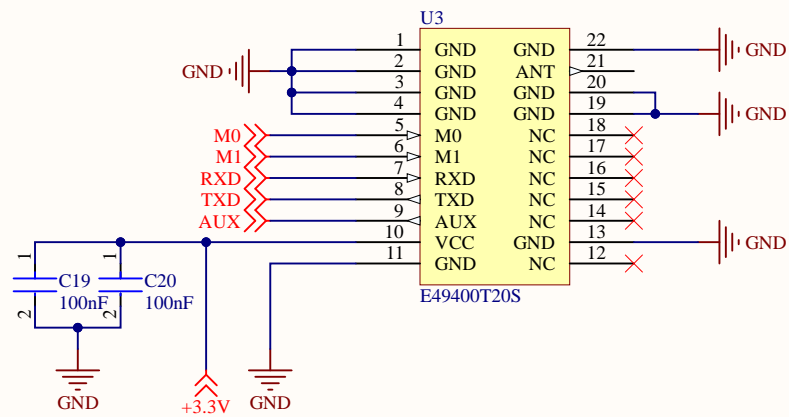 U3
1 GND GND 22
2 GND ANT 21
GND GND
3 GND GND 20
4 GND GND 19
GND
M0 5 M0 NC 18
M1 6 M1 NC 17
RXD 7 RXD NC 16
TXD 8 TXD NC 15
AUX 9 AUX NC 14
10 VCC GND 13 GND
11 GND NC 12
E49400T20S
1 1
C19 C20
100nF 100nF
2 2
GND +3.3V GND